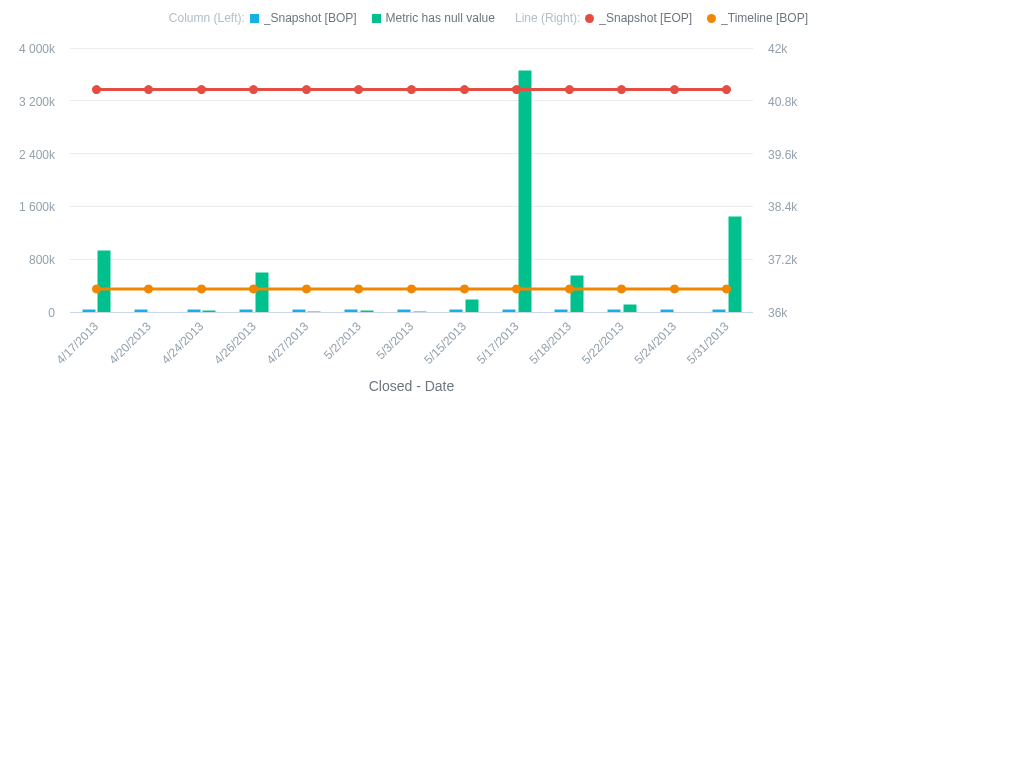 Column (Left): _Snapshot [BOP] Metric has null value Line (Right): _Snapshot [EOP] _Timeline [BOP]
4 000k 42k
3 200k 40.8k
2 400k 39.6k
1 600k 38.4k
800k 37.2k
0 36k
4/17/2013 4/20/2013 4/24/2013 4/26/2013 4/27/2013 5/2/2013 5/3/2013 5/15/2013 5/17/2013 5/18/2013 5/22/2013 5/24/2013 5/31/2013
Closed - Date